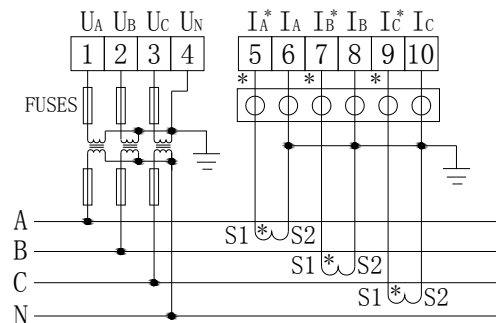 UA UB UC UN IA* IA IB* IB IC* IC
1 2 3 4 5 6 7 8 9 10
* * *
FUSES
A S1 * S2
B S1 * S2
C S1 * S2
N